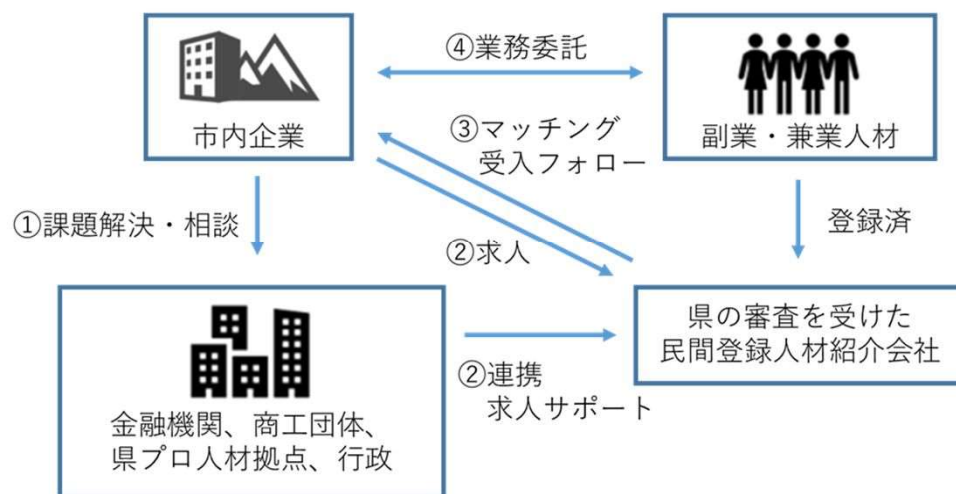 ④業務委託
市内企業
副業・兼業人材
③マッチング
受入フォロー
①課題解決・相談
②求人
登録済
県の審査を受けた
民間登録人材紹介会社
②連携
求人サポート
金融機関、商工団体、
県プロ人材拠点、行政